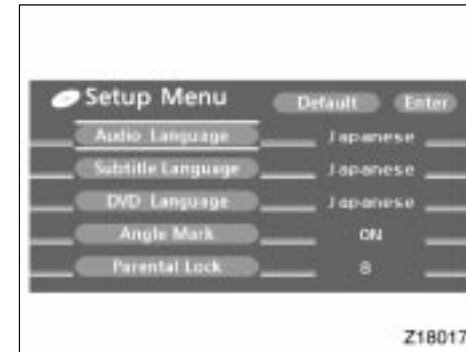 Setup Menu Default Enter
Audio Language Japanese
Subtitle Language Japanese
DVD Language Japanese
Angle Mark ON
Parental Lock 8
Z18017